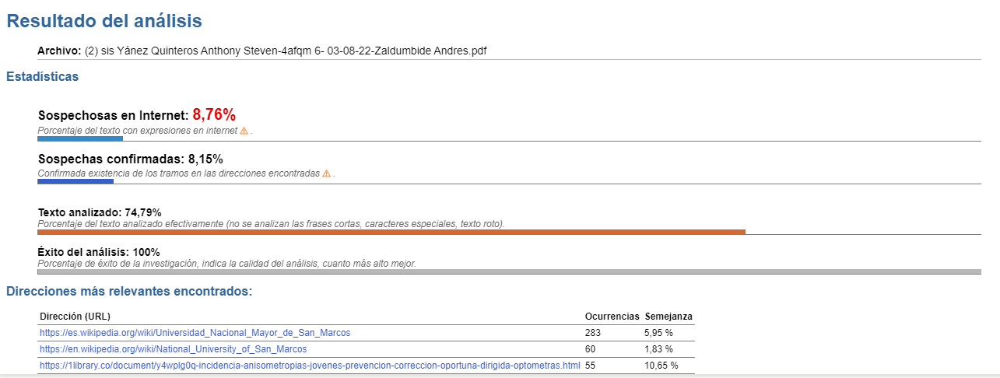 Resultado del análisis
Archivo: (2) sis Yánez Quinteros Anthony Steven-4afqm 6- 03-08-22-Zaldumbide Andres.pdf
Estadísticas
Sospechosas en Internet: 8,76%
Porcentaje del texto con expresiones en internet ⚠ .
Sospechas confirmadas: 8,15%
Confirmada existencia de los tramos en las direcciones encontradas ⚠ .
Texto analizado: 74,79%
Porcentaje del texto analizado efectivamente (no se analizan las frases cortas, caracteres especiales, texto roto).
Éxito del análisis: 100%
Porcentaje de éxito de la investigación, indica la calidad del análisis, cuanto más alto mejor.
Direcciones más relevantes encontrados:
Dirección (URL) Ocurrencias Semejanza
https://es.wikipedia.org/wiki/Universidad_Nacional_Mayor_de_San_Marcos 283 5,95 %
https://en.wikipedia.org/wiki/National_University_of_San_Marcos 60 1,83 %
https://1library.co/document/y4wplg0q-incidencia-anisometropias-jovenes-prevencion-correccion-oportuna-dirigida-optometras.html 55 10,65 %